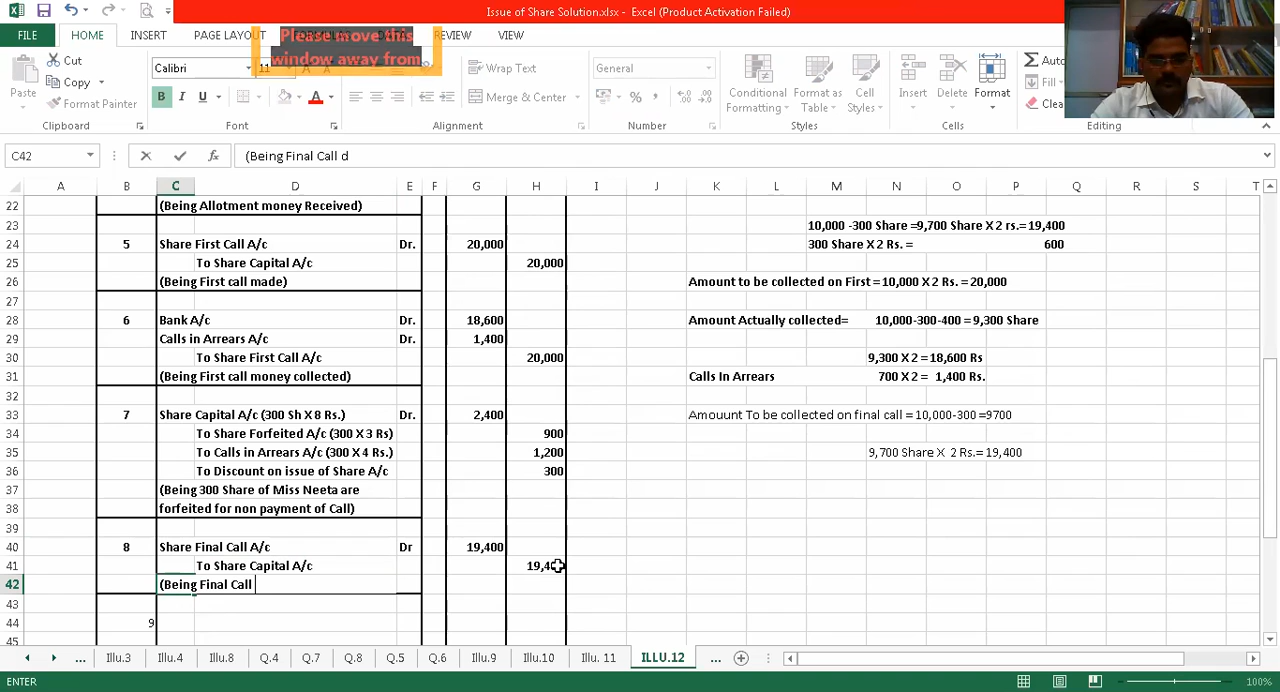 Issue of Share Solution.xlsx - Excel (Product Activation Failed)
FILE HOME INSERT PAGE LAYOUT REVIEW VIEW
Please move this
window away from
Cut
Copy
Format Painter
Paste
Clipboard
Calibri 11
B I U A
Font
Wrap Text
Merge & Center
Alignment
General
%
Number
Conditional Formatting
Format as Table
Cell Styles
Styles
Insert Delete Format
Cells
Auto
Fill
Clea
Editing
C42 fx (Being Final Call d
A B C D E F G H I J K L M N O P Q R S T
22 (Being Allotment money Received)
23 10,000 -300 Share =9,700 Share X 2 rs.= 19,400
24 5 Share First Call A/c Dr. 20,000 300 Share X 2 Rs. = 600
25 To Share Capital A/c 20,000
26 (Being First call made) Amount to be collected on First = 10,000 X 2 Rs. = 20,000
27
28 6 Bank A/c Dr. 18,600 Amount Actually collected= 10,000-300-400 = 9,300 Share
29 Calls in Arrears A/c Dr. 1,400
30 To Share First Call A/c 20,000 9,300 X 2 = 18,600 Rs
31 (Being First call money collected) Calls In Arrears 700 X 2 = 1,400 Rs.
32
33 7 Share Capital A/c (300 Sh X 8 Rs.) Dr. 2,400 Amouunt To be collected on final call = 10,000-300 =9700
34 To Share Forfeited A/c (300 X 3 Rs) 900
35 To Calls in Arrears A/c (300 X 4 Rs.) 1,200 9,700 Share X 2 Rs.= 19,400
36 To Discount on issue of Share A/c 300
37 (Being 300 Share of Miss Neeta are
38 forfeited for non payment of Call)
39
40 8 Share Final Call A/c Dr 19,400
41 To Share Capital A/c
42 (Being Final Call
43
44 9
45
... Illu.3 Illu.4 Illu.8 Q.4 Q.7 Q.8 Q.5 Q.6 Illu.9 Illu.10 Illu. 11 ILLU.12 ...
ENTER 100%